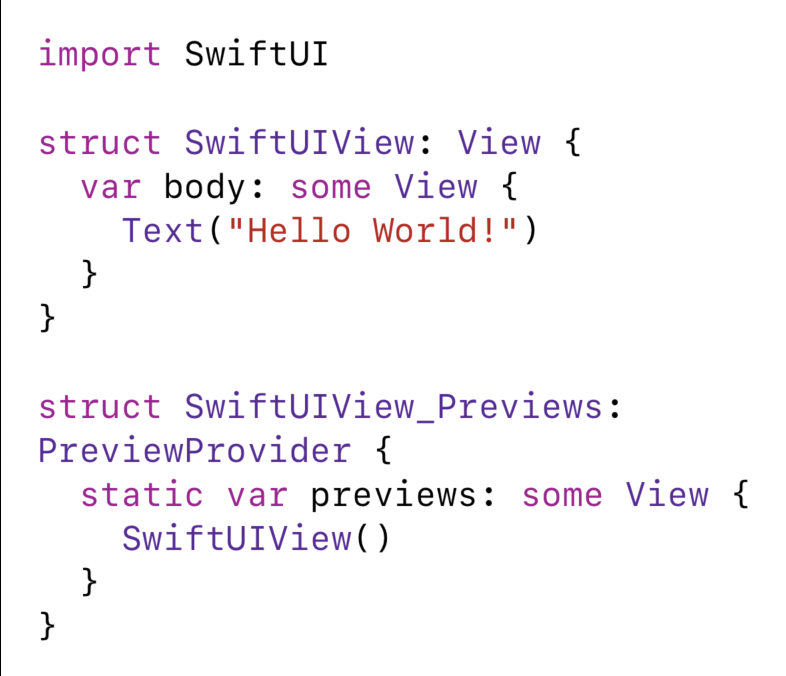 import SwiftUI
struct SwiftUIView: View {
  var body: some View {
    Text("Hello World!")
  }
}
struct SwiftUIView_Previews:
PreviewProvider {
  static var previews: some View {
    SwiftUIView()
  }
}